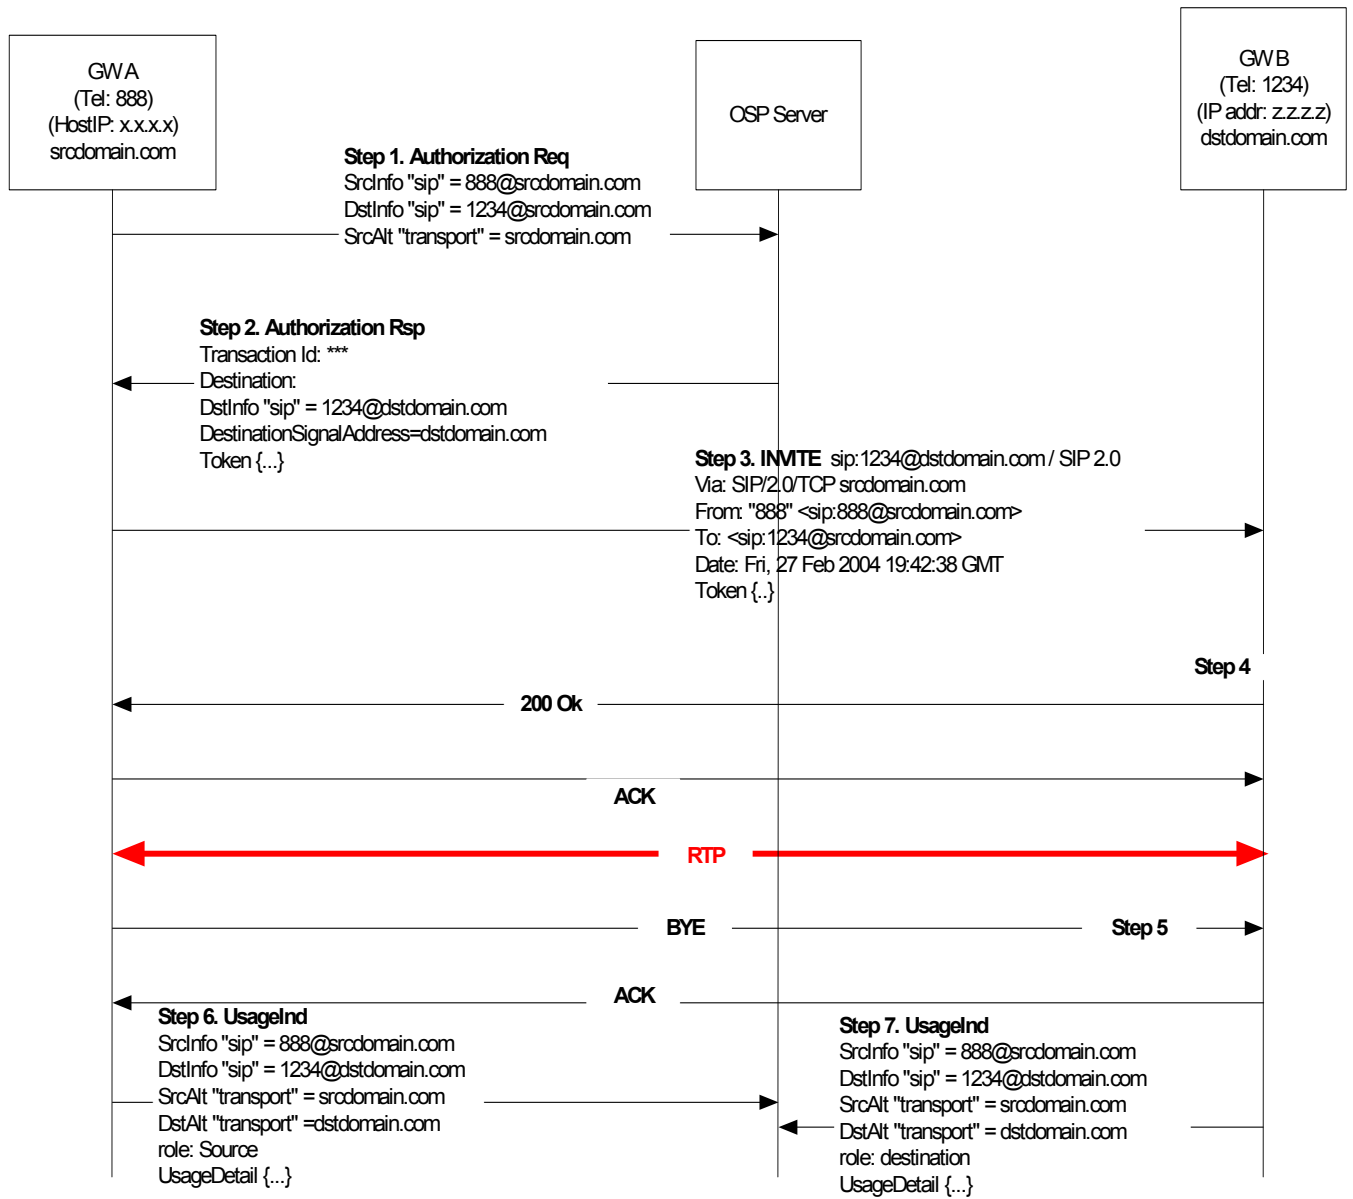 GW A
(Tel: 888)
(HostIP: x.x.x.x)
srcdomain.com
OSP Server
GW B
(Tel: 1234)
(IP addr: z.z.z.z)
dstdomain.com
Step 1. Authorization Req
SrcInfo "sip" = 888@srcdomain.com
DstInfo "sip" = 1234@srcdomain.com
SrcAlt "transport" = srcdomain.com
Step 2. Authorization Rsp
Transaction Id: ***
Destination:
DstInfo "sip" = 1234@dstdomain.com
DestinationSignalAddress=dstdomain.com
Token {...}
Step 3. INVITE sip:1234@dstdomain.com / SIP 2.0
Via: SIP/2.0/TCP srcdomain.com
From: "888" <sip:888@srcdomain.com>
To: <sip:1234@srcdomain.com>
Date: Fri, 27 Feb 2004 19:42:38 GMT
Token {..}
Step 4
200 Ok
ACK
RTP
BYE
Step 5
ACK
Step 6. UsageInd
SrcInfo "sip" = 888@srcdomain.com
DstInfo "sip" = 1234@dstdomain.com
SrcAlt "transport" = srcdomain.com
DstAlt "transport" =dstdomain.com
role: Source
UsageDetail {...}
Step 7. UsageInd
SrcInfo "sip" = 888@srcdomain.com
DstInfo "sip" = 1234@dstdomain.com
SrcAlt "transport" = srcdomain.com
DstAlt "transport" = dstdomain.com
role: destination
UsageDetail {...}